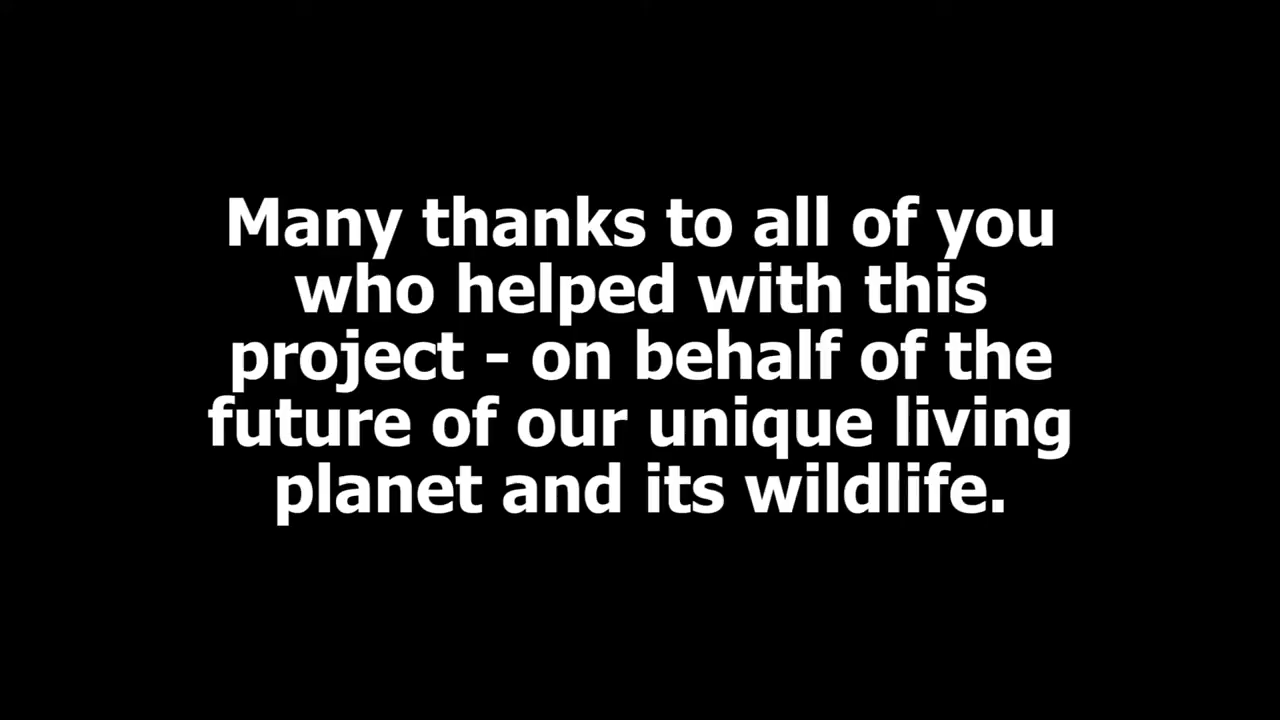 Many thanks to all of you
who helped with this
project - on behalf of the
future of our unique living
planet and its wildlife.